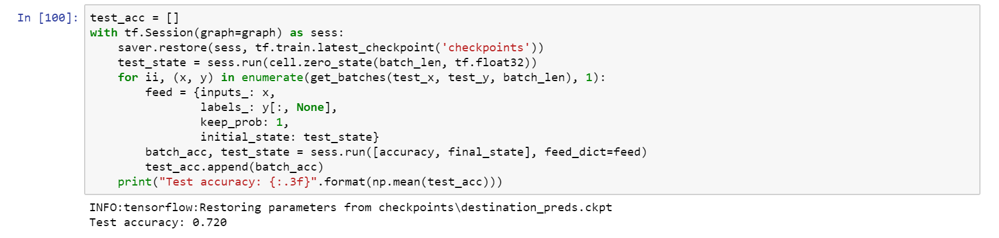 In [100]: test_acc = []
with tf.Session(graph=graph) as sess:
    saver.restore(sess, tf.train.latest_checkpoint('checkpoints'))
    test_state = sess.run(cell.zero_state(batch_len, tf.float32))
    for ii, (x, y) in enumerate(get_batches(test_x, test_y, batch_len), 1):
        feed = {inputs_: x,
                labels_: y[:, None],
                keep_prob: 1,
                initial_state: test_state}
        batch_acc, test_state = sess.run([accuracy, final_state], feed_dict=feed)
        test_acc.append(batch_acc)
    print("Test accuracy: {:.3f}".format(np.mean(test_acc)))
INFO:tensorflow:Restoring parameters from checkpoints\destination_preds.ckpt
Test accuracy: 0.720